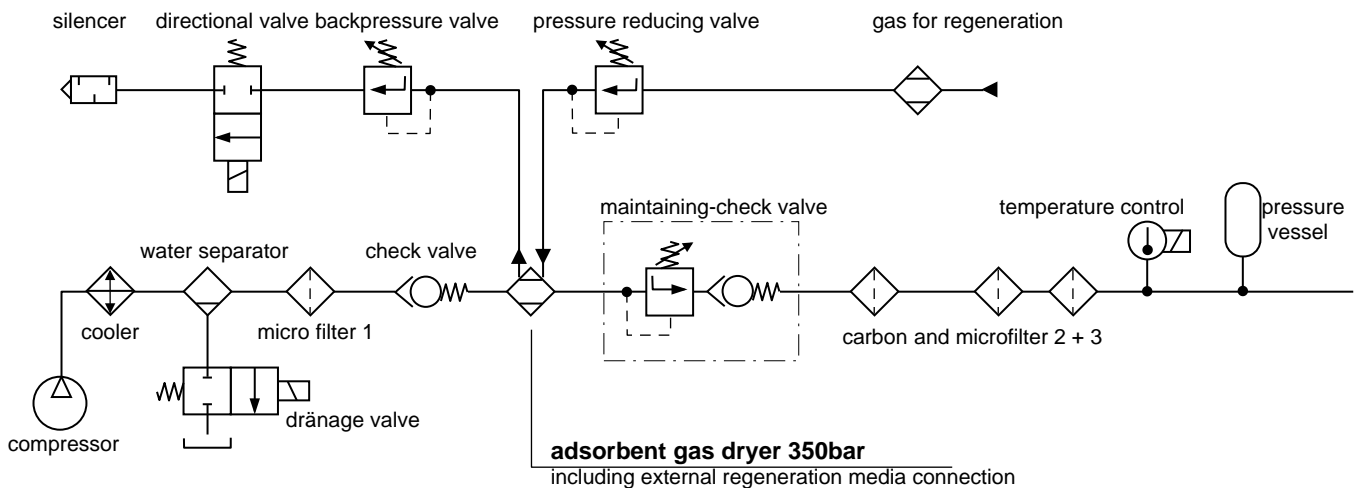 silencer
directional valve
backpressure valve
pressure reducing valve
gas for regeneration
maintaining-check valve
temperature control
pressure
vessel
water separator
check valve
cooler
micro filter 1
carbon and microfilter 2 + 3
dränage valve
compressor
adsorbent gas dryer 350bar
including external regeneration media connection